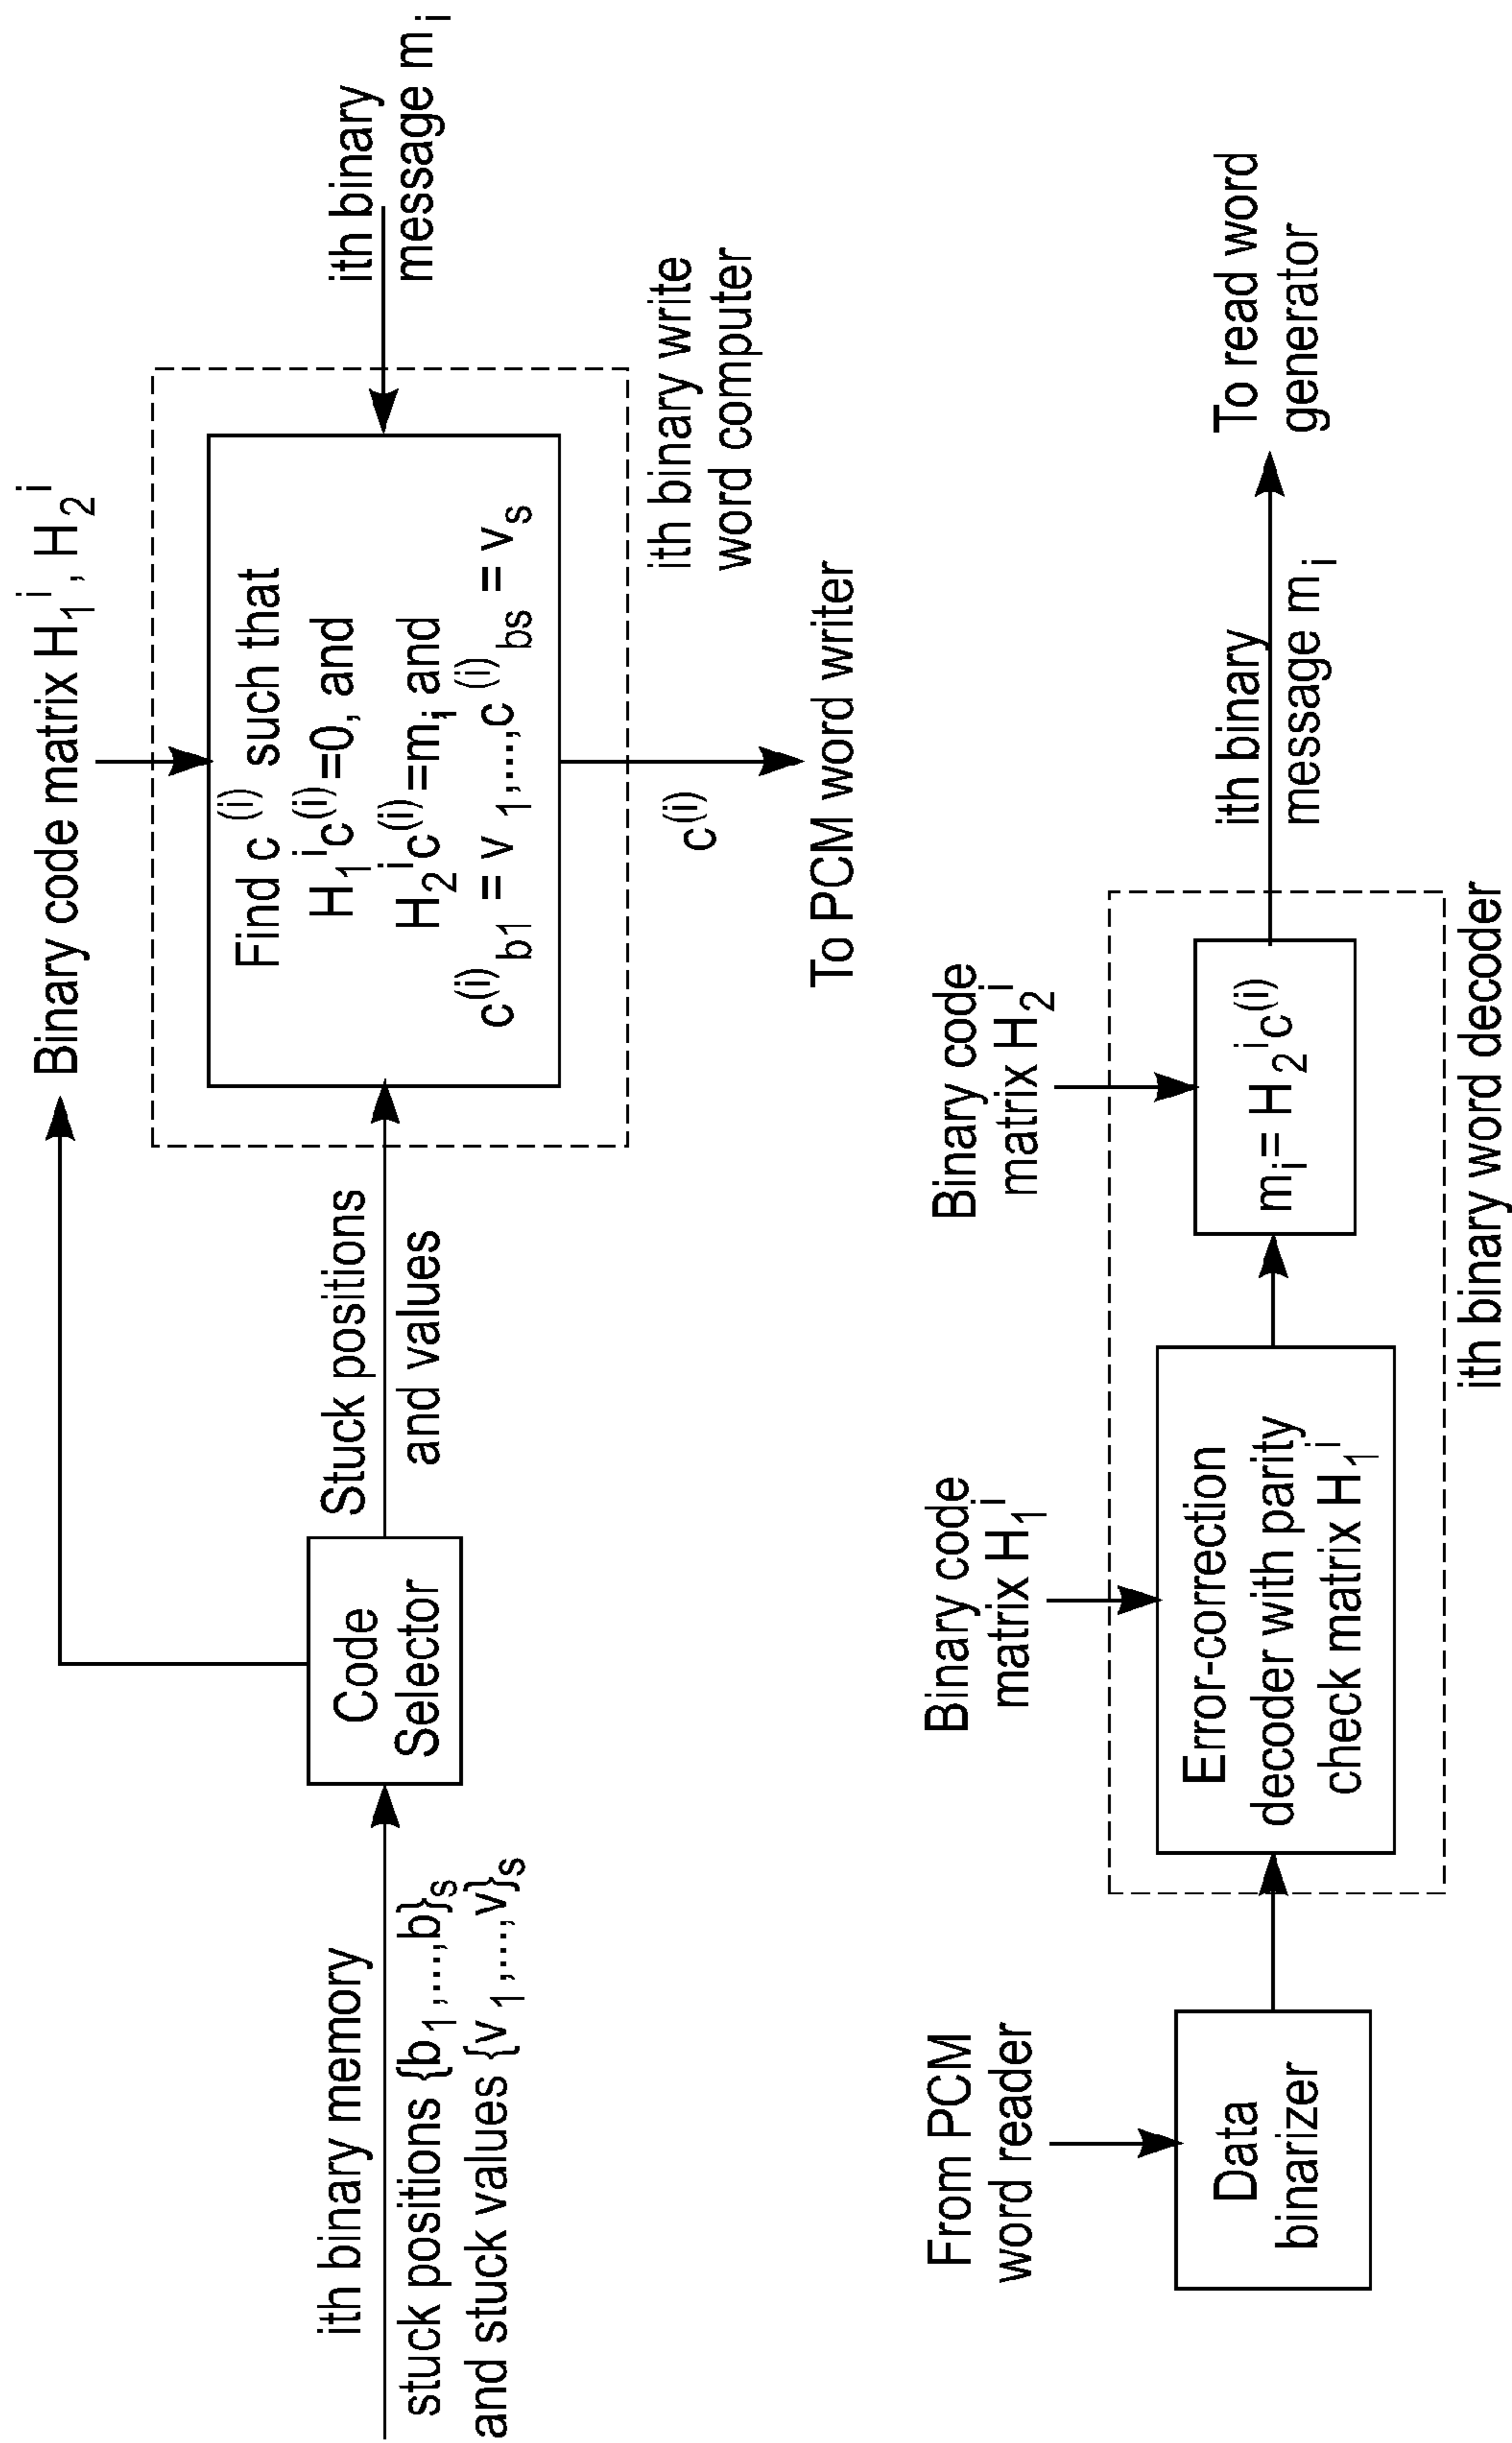 Binary code matrix H₁ⁱ, H₂ⁱ
ith binary memory
stuck positions {b₁,...,b}ₛ
and stuck values {v₁,...,v}ₛ
Code
Selector
Stuck positions
and values
Find c⁽ⁱ⁾ such that
H₁ⁱc⁽ⁱ⁾=0, and
H₂ⁱc⁽ⁱ⁾=mᵢ and
c⁽ⁱ⁾_b1 = v₁,...,c⁽ⁱ⁾_bs = vₛ
ith binary
message mᵢ
ith binary write
word computer
c⁽ⁱ⁾
To PCM word writer
From PCM
word reader
Data
binarizer
Binary code
matrix H₁ⁱ
Error-correction
decoder with parity
check matrix H₁ⁱ
Binary code
matrix H₂ⁱ
mᵢ= H₂ⁱc⁽ⁱ⁾
ith binary
message mᵢ
To read word
generator
ith binary word decoder